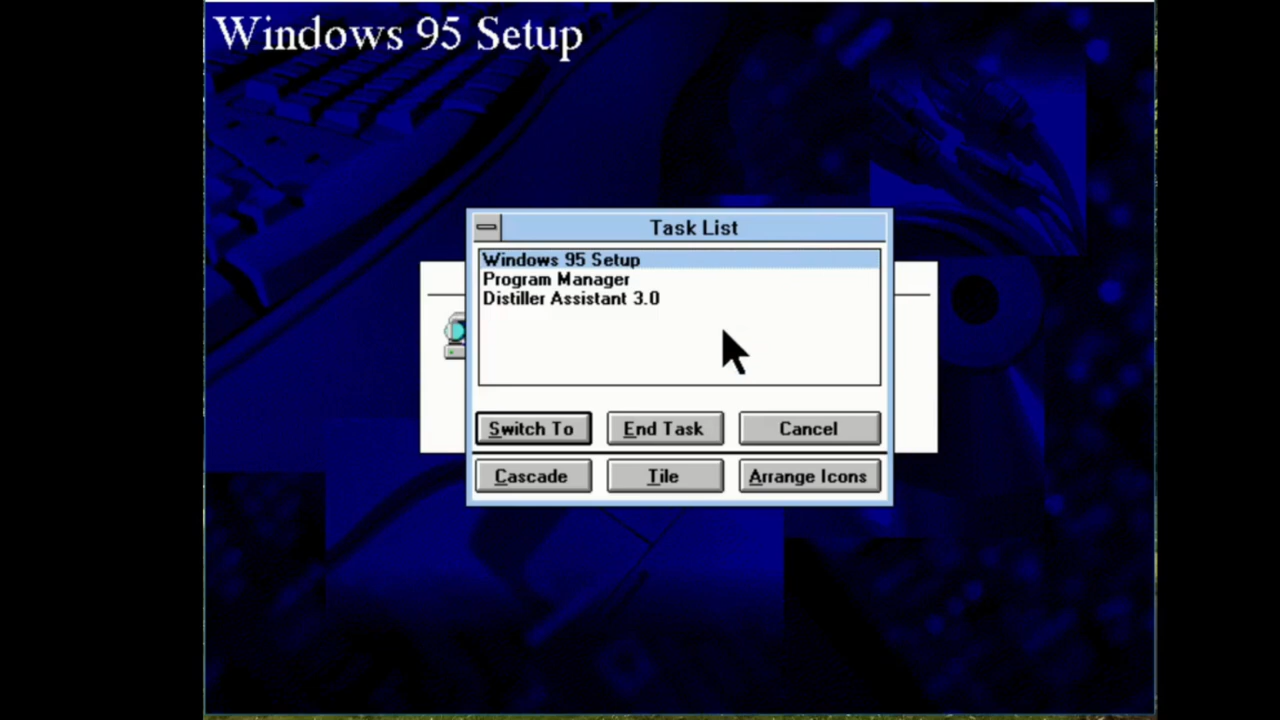 Windows 95 Setup
Task List
Windows 95 Setup
Program Manager
Distiller Assistant 3.0
Switch To
End Task
Cancel
Cascade
Tile
Arrange Icons